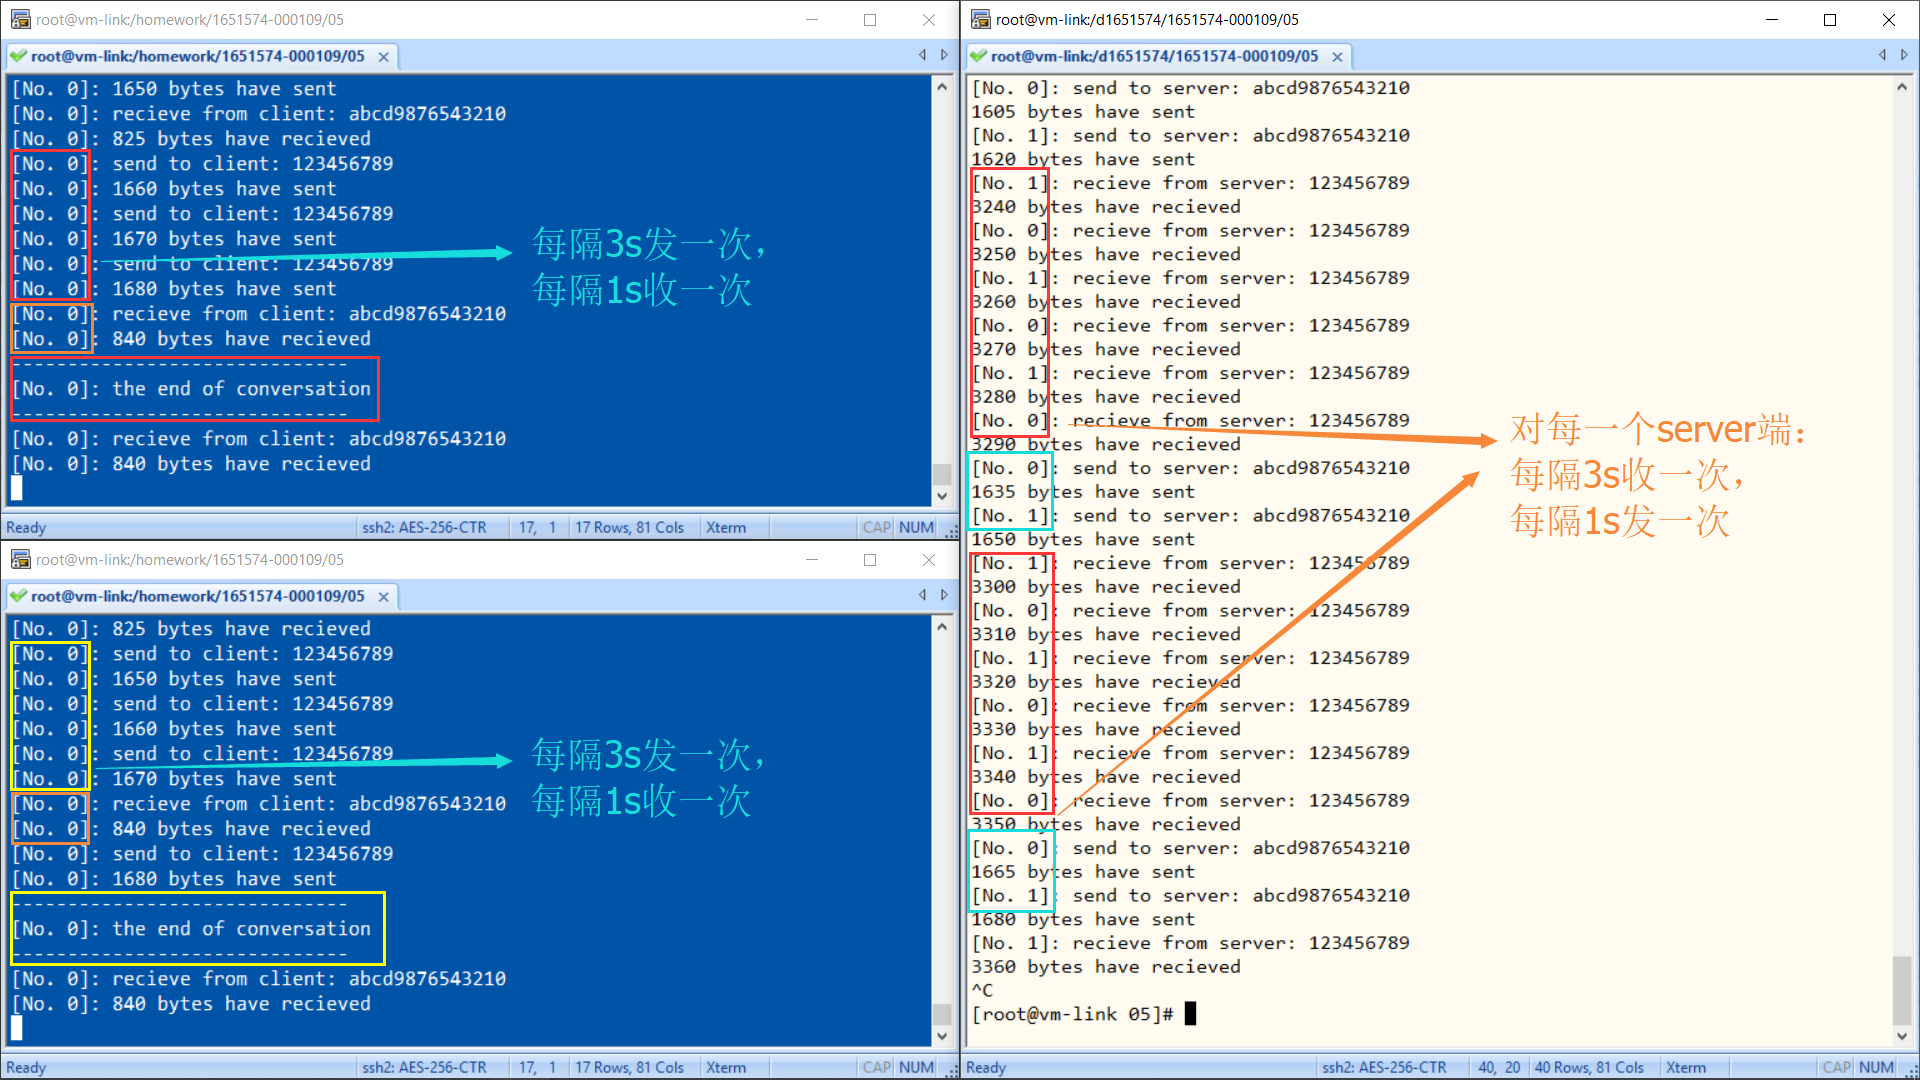 root@vm-link:/homework/1651574-000109/05
root@vm-link:/homework/1651574-000109/05
[No. 0]: 1650 bytes have sent
[No. 0]: recieve from client: abcd9876543210
[No. 0]: 825 bytes have recieved
[No. 0]: send to client: 123456789
[No. 0]: 1660 bytes have sent
[No. 0]: send to client: 123456789
[No. 0]: 1670 bytes have sent
[No. 0]: send to client: 123456789
[No. 0]: 1680 bytes have sent
[No. 0]: recieve from client: abcd9876543210
[No. 0]: 840 bytes have recieved
------------------------------
[No. 0]: the end of conversation
------------------------------
[No. 0]: recieve from client: abcd9876543210
[No. 0]: 840 bytes have recieved
每隔3s发一次，
每隔1s收一次
Ready ssh2: AES-256-CTR 17, 1 17 Rows, 81 Cols Xterm CAP NUM
root@vm-link:/homework/1651574-000109/05
root@vm-link:/homework/1651574-000109/05
[No. 0]: 825 bytes have recieved
[No. 0]: send to client: 123456789
[No. 0]: 1650 bytes have sent
[No. 0]: send to client: 123456789
[No. 0]: 1660 bytes have sent
[No. 0]: send to client: 123456789
[No. 0]: 1670 bytes have sent
[No. 0]: recieve from client: abcd9876543210
[No. 0]: 840 bytes have recieved
[No. 0]: send to client: 123456789
[No. 0]: 1680 bytes have sent
------------------------------
[No. 0]: the end of conversation
------------------------------
[No. 0]: recieve from client: abcd9876543210
[No. 0]: 840 bytes have recieved
每隔3s发一次，
每隔1s收一次
Ready ssh2: AES-256-CTR 17, 1 17 Rows, 81 Cols Xterm CAP NUM
root@vm-link:/d1651574/1651574-000109/05
root@vm-link:/d1651574/1651574-000109/05
[No. 0]: send to server: abcd9876543210
1605 bytes have sent
[No. 1]: send to server: abcd9876543210
1620 bytes have sent
[No. 1]: recieve from server: 123456789
3240 bytes have recieved
[No. 0]: recieve from server: 123456789
3250 bytes have recieved
[No. 1]: recieve from server: 123456789
3260 bytes have recieved
[No. 0]: recieve from server: 123456789
3270 bytes have recieved
[No. 1]: recieve from server: 123456789
3280 bytes have recieved
[No. 0]: recieve from server: 123456789
3290 bytes have recieved
[No. 0]: send to server: abcd9876543210
1635 bytes have sent
[No. 1]: send to server: abcd9876543210
1650 bytes have sent
[No. 1]: recieve from server: 123456789
3300 bytes have recieved
[No. 0]: recieve from server: 123456789
3310 bytes have recieved
[No. 1]: recieve from server: 123456789
3320 bytes have recieved
[No. 0]: recieve from server: 123456789
3330 bytes have recieved
[No. 1]: recieve from server: 123456789
3340 bytes have recieved
[No. 0]: recieve from server: 123456789
3350 bytes have recieved
[No. 0]: send to server: abcd9876543210
1665 bytes have sent
[No. 1]: send to server: abcd9876543210
1680 bytes have sent
[No. 1]: recieve from server: 123456789
3360 bytes have recieved
^C
[root@vm-link 05]#
对每一个server端：
每隔3s收一次，
每隔1s发一次
Ready ssh2: AES-256-CTR 40, 20 40 Rows, 81 Cols Xterm CAP NUM